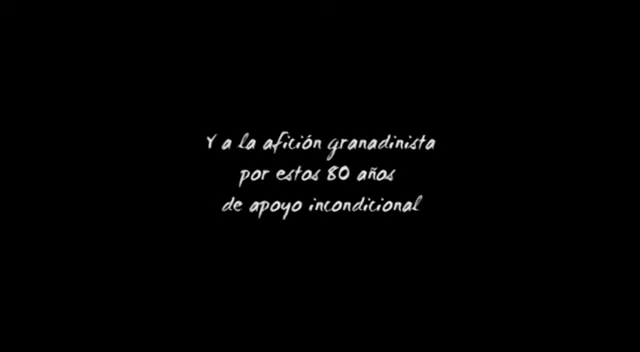 Y a la afición granadinista
por estos 80 años
de apoyo incondicional